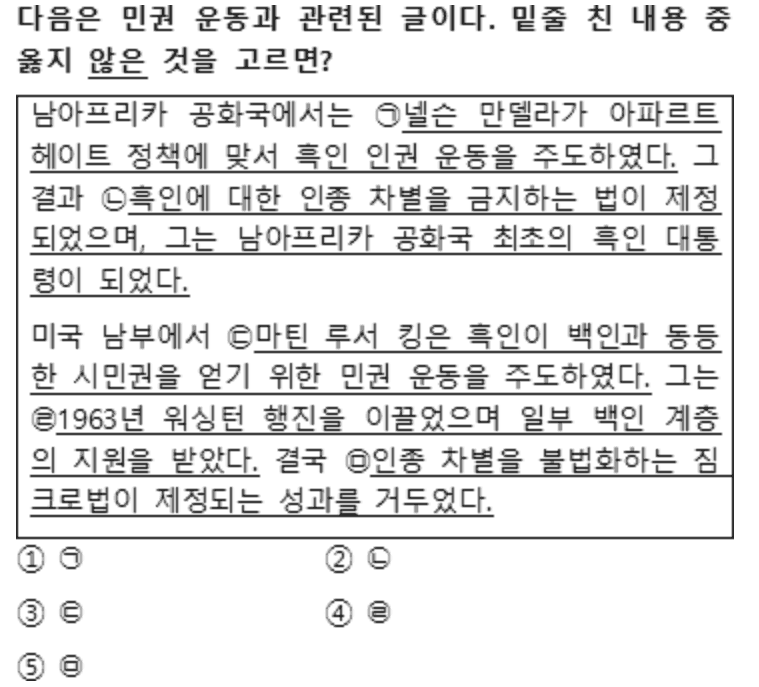 다음은 민권 운동과 관련된 글이다. 밑줄 친 내용 중
옳지 않은 것을 고르면?
남아프리카 공화국에서는 ㉠넬슨 만델라가 아파르트
헤이트 정책에 맞서 흑인 인권 운동을 주도하였다. 그
결과 ㉡흑인에 대한 인종 차별을 금지하는 법이 제정
되었으며, 그는 남아프리카 공화국 최초의 흑인 대통
령이 되었다.
미국 남부에서 ㉢마틴 루서 킹은 흑인이 백인과 동등
한 시민권을 얻기 위한 민권 운동을 주도하였다. 그는
㉣1963년 워싱턴 행진을 이끌었으며 일부 백인 계층
의 지원을 받았다. 결국 ㉤인종 차별을 불법화하는 짐
크로법이 제정되는 성과를 거두었다.
① ㉠ ② ㉡
③ ㉢ ④ ㉣
⑤ ㉤